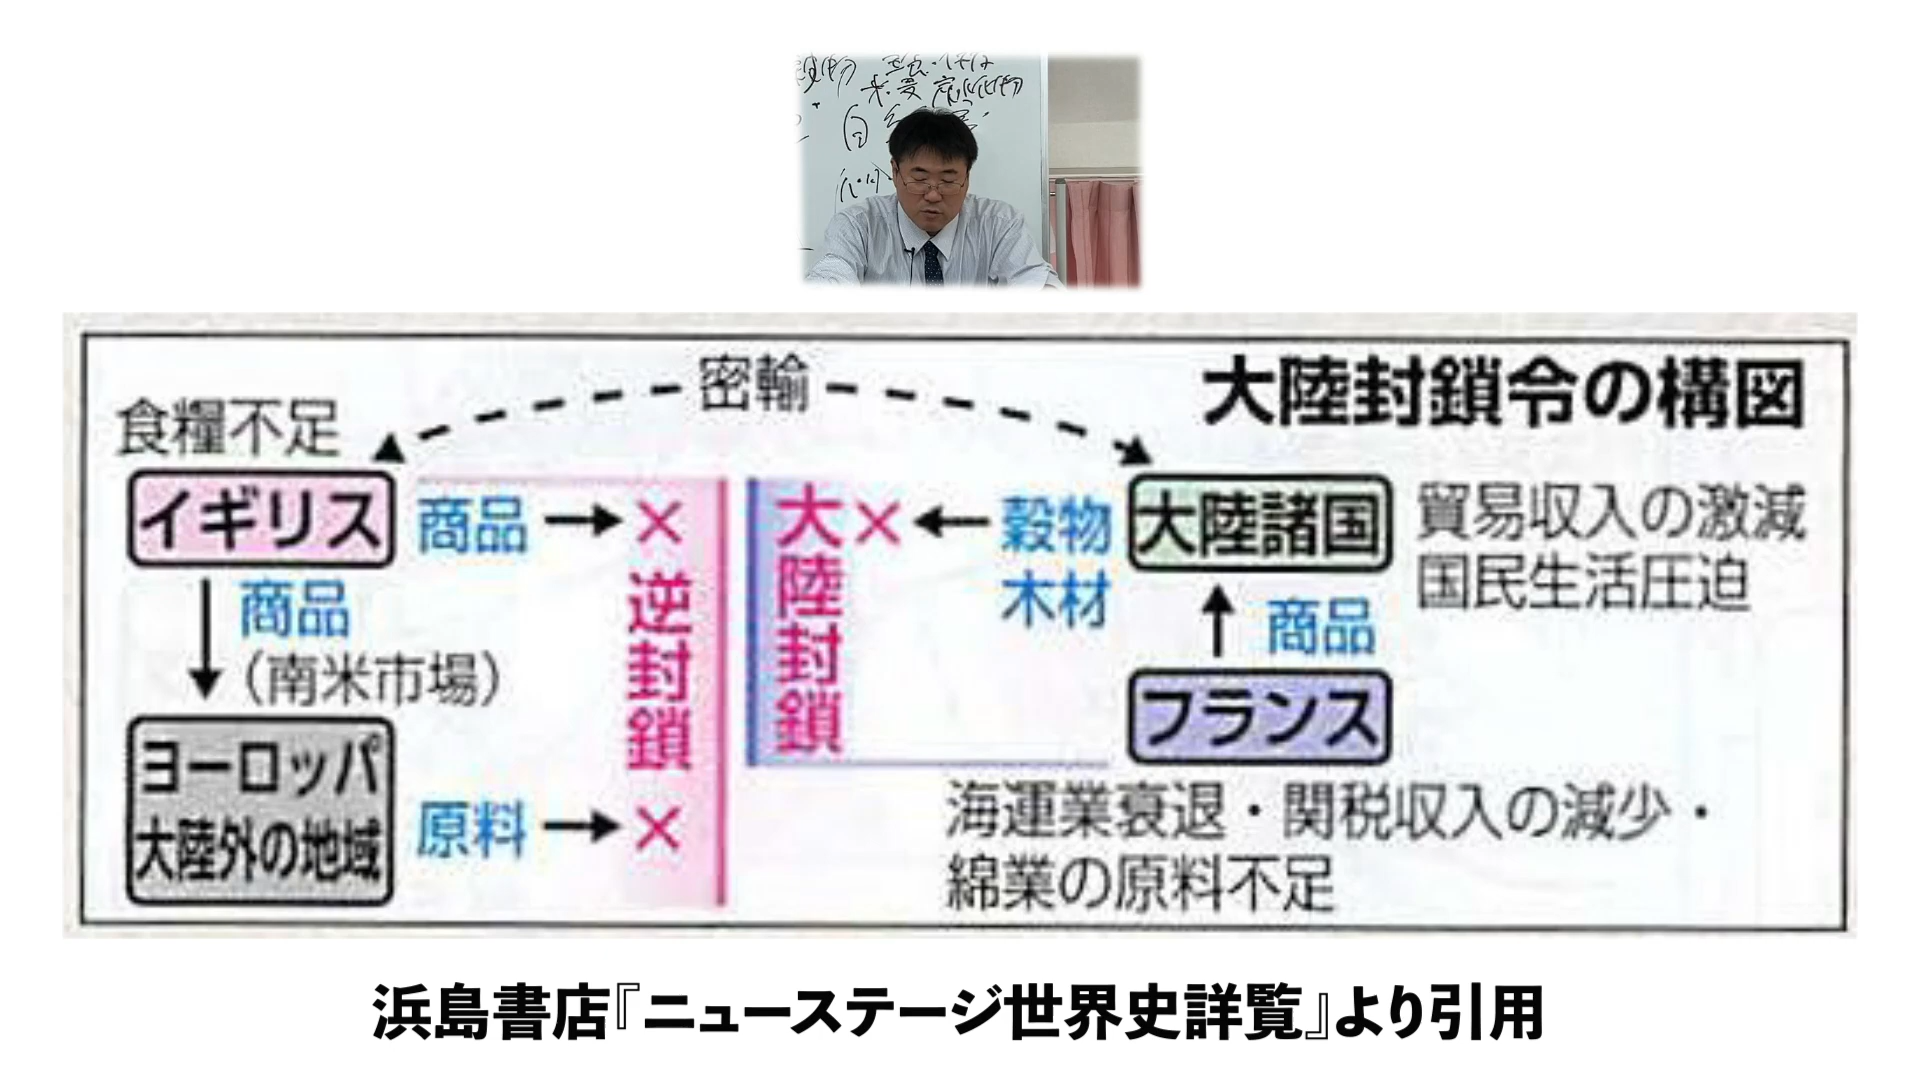 米・麦
密輸
大陸封鎖令の構図
食糧不足
イギリス
商品
×
大陸封鎖
×
穀物
木材
大陸諸国
貿易収入の激減
国民生活圧迫
商品
(南米市場)
逆封鎖
商品
フランス
ヨーロッパ
大陸外の地域
原料
×
海運業衰退・関税収入の減少・
綿業の原料不足
浜島書店『ニューステージ世界史詳覧』より引用